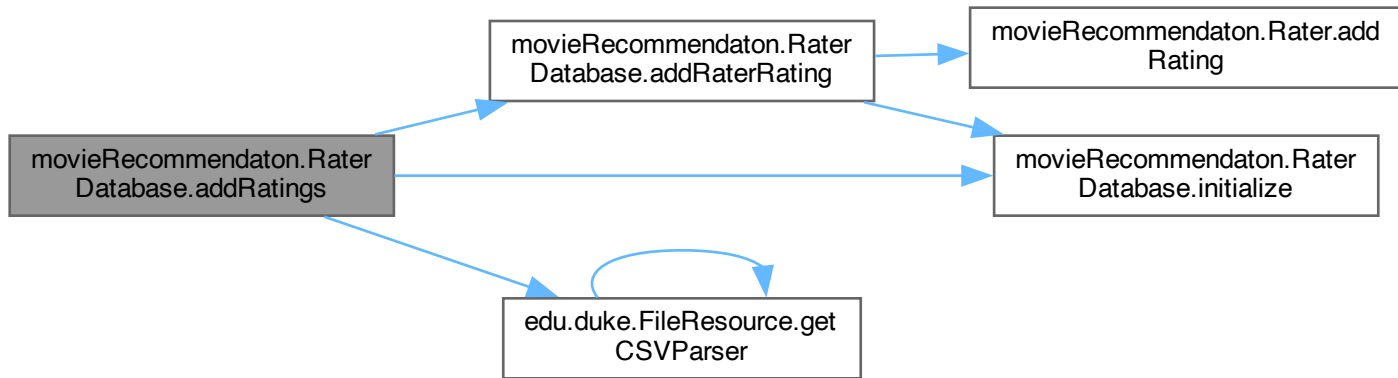 movieRecommendaton.Rater
Database.addRatings
movieRecommendaton.Rater
Database.addRaterRating
movieRecommendaton.Rater.add
Rating
movieRecommendaton.Rater
Database.initialize
edu.duke.FileResource.get
CSVParser